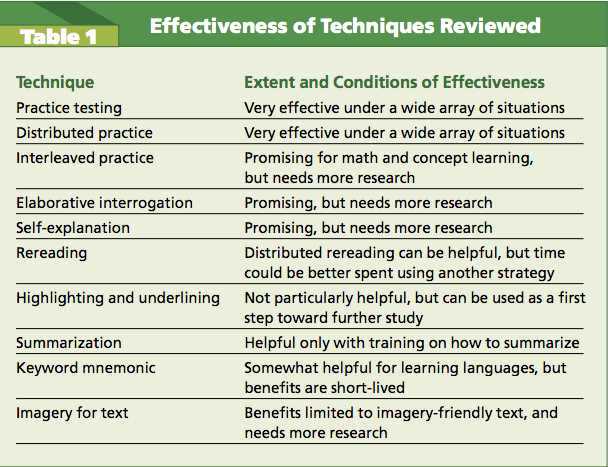 Table 1
Effectiveness of Techniques Reviewed
Technique Extent and Conditions of Effectiveness
Practice testing Very effective under a wide array of situations
Distributed practice Very effective under a wide array of situations
Interleaved practice Promising for math and concept learning,
but needs more research
Elaborative interrogation Promising, but needs more research
Self-explanation Promising, but needs more research
Rereading Distributed rereading can be helpful, but time
could be better spent using another strategy
Highlighting and underlining Not particularly helpful, but can be used as a first
step toward further study
Summarization Helpful only with training on how to summarize
Keyword mnemonic Somewhat helpful for learning languages, but
benefits are short-lived
Imagery for text Benefits limited to imagery-friendly text, and
needs more research